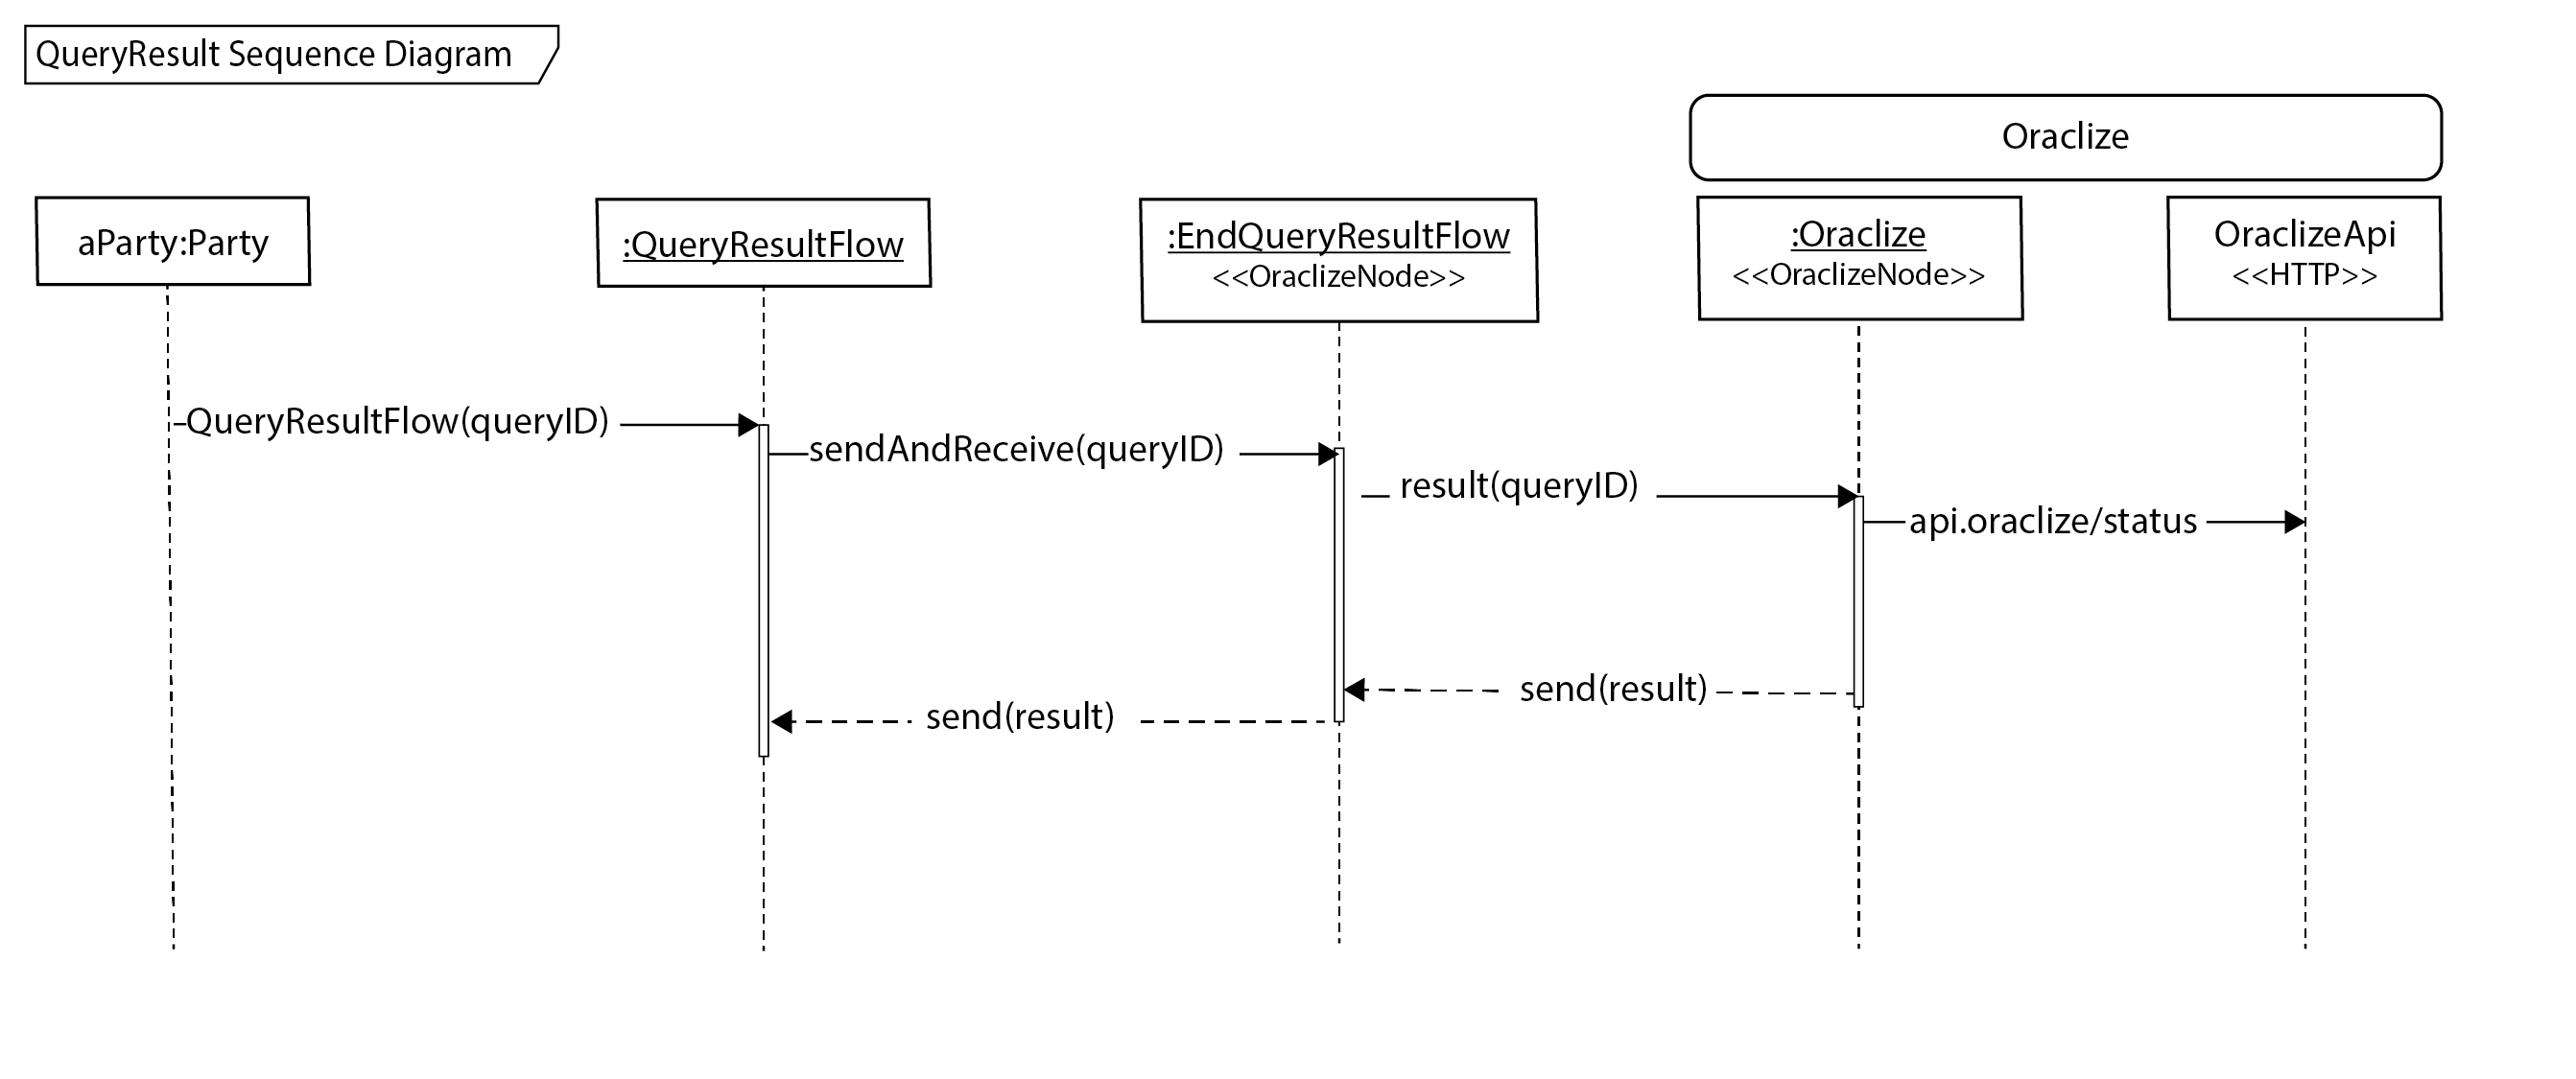 QueryResult Sequence Diagram
Oraclize
aParty:Party
:QueryResultFlow
:EndQueryResultFlow
<<OraclizeNode>>
:Oraclize
<<OraclizeNode>>
OraclizeApi
<<HTTP>>
QueryResultFlow(queryID)
sendAndReceive(queryID)
result(queryID)
api.oraclize/status
send(result)
send(result)